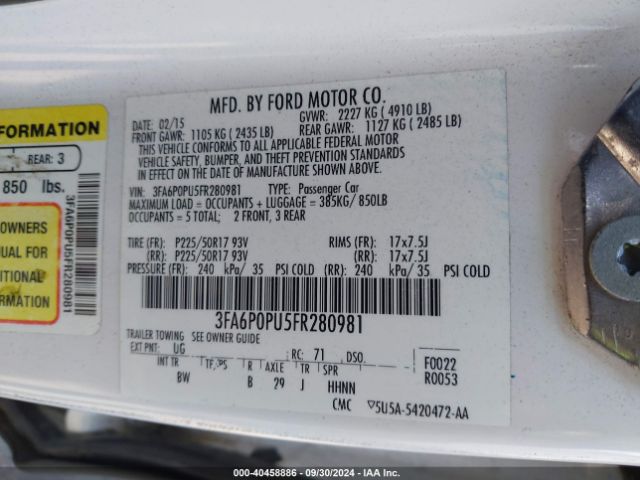 MFD. BY FORD MOTOR CO.
DATE: 02/15 GVWR: 2227 KG ( 4910 LB)
FRONT GAWR: 1105 KG ( 2435 LB) REAR GAWR: 1127 KG ( 2485 LB)
THIS VEHICLE CONFORMS TO ALL APPLICABLE FEDERAL MOTOR
VEHICLE SAFETY, BUMPER, AND THEFT PREVENTION STANDARDS
IN EFFECT ON THE DATE OF MANUFACTURE SHOWN ABOVE.
VIN: 3FA6P0PU5FR280981 TYPE: Passenger Car
MAXIMUM LOAD = OCCUPANTS + LUGGAGE = 385KG/ 850LB
OCCUPANTS = 5 TOTAL; 2 FRONT, 3 REAR
TIRE (FR): P225/50R17 93V RIMS (FR): 17x7.5J
(RR): P225/50R17 93V (RR): 17x7.5J
PRESSURE (FR): 240 kPa/ 35 PSI COLD (RR): 240 kPa/ 35 PSI COLD
3FA6P0PU5FR280981
TRAILER TOWING SEE OWNER GUIDE
EXT PNT: UG RC: 71 DSO:
F0022
INT TR TP/PS R AXLE TR SPR
R0053
BW B 29 J HHNN
CMC ▽5U5A-5420472-AA
FORMATION
REAR: 3
850 lbs.
OWNERS
UAL FOR
ITIONAL
RMATION
3FA6P0PU5FR280981
000-40458886 - 09/30/2024 - IAA Inc.